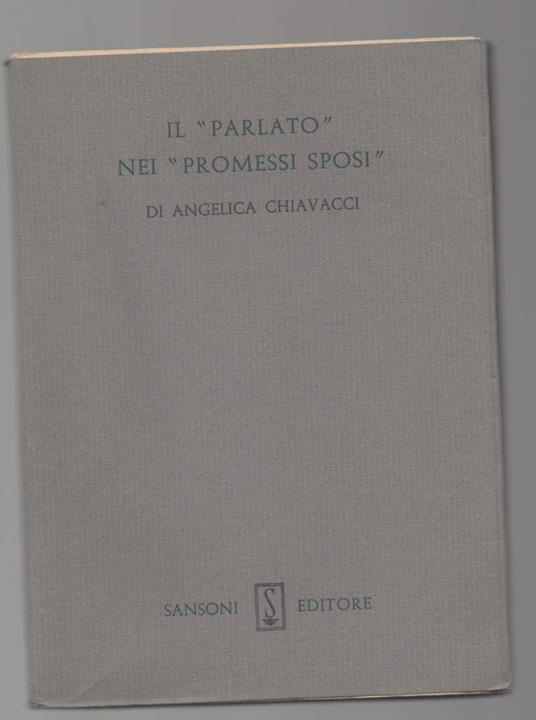 IL “PARLATO”
NEI “PROMESSI SPOSI”
DI ANGELICA CHIAVACCI
SANSONI S EDITORE